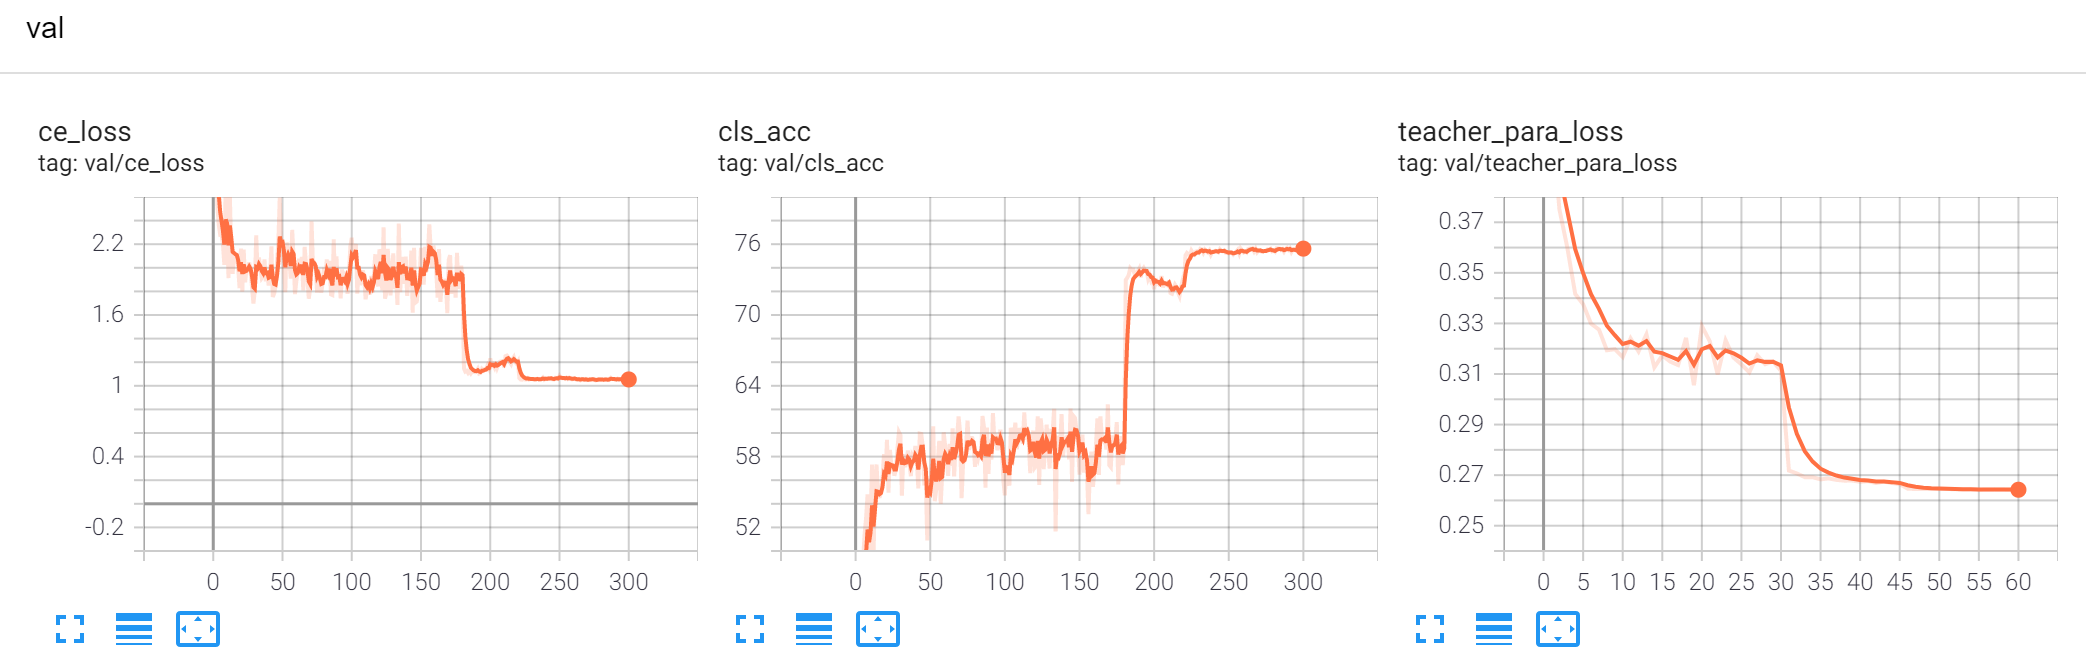 val
ce_loss
tag: val/ce_loss
2.2
1.6
1
0.4
-0.2
0 50 100 150 200 250 300
cls_acc
tag: val/cls_acc
76
70
64
58
52
0 50 100 150 200 250 300
teacher_para_loss
tag: val/teacher_para_loss
0.37
0.35
0.33
0.31
0.29
0.27
0.25
0 5 10 15 20 25 30 35 40 45 50 55 60